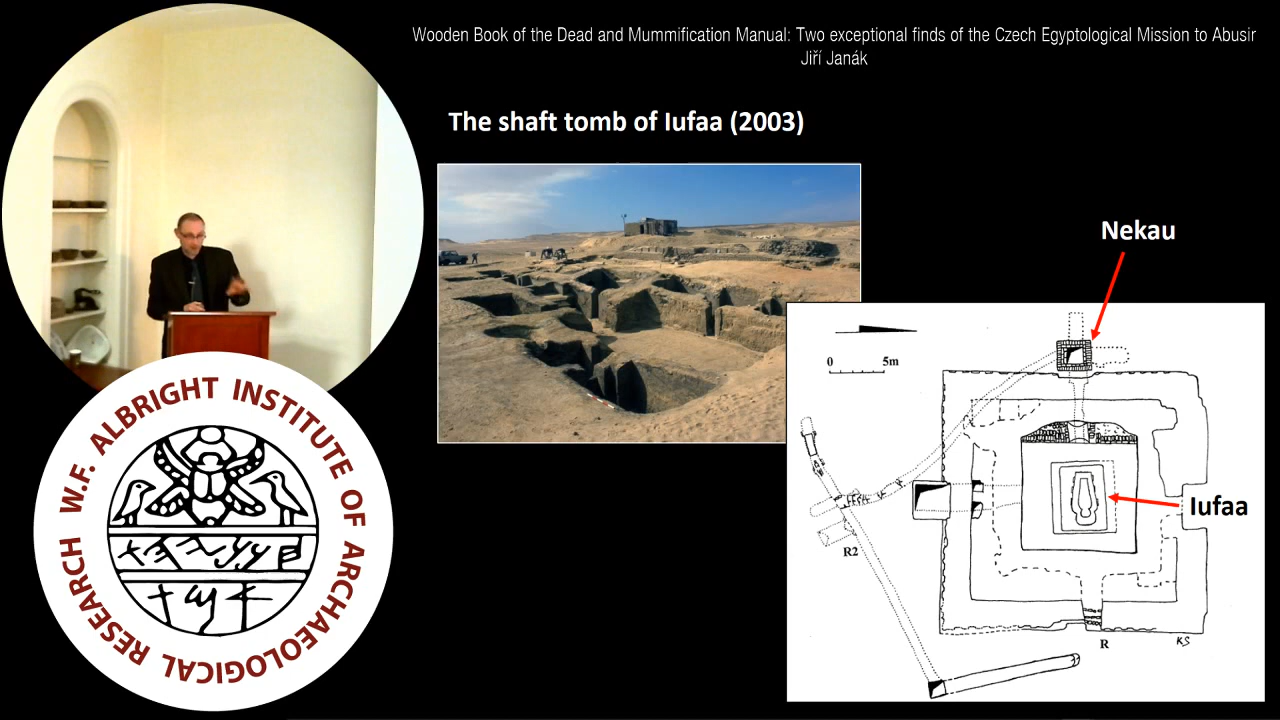 Wooden Book of the Dead and Mummification Manual: Two exceptional finds of the Czech Egyptological Mission to Abusir
Jiří Janák
The shaft tomb of Iufaa (2003)
Nekau
0 5m
Iufaa
R2
R
KS
W.F. ALBRIGHT INSTITUTE OF ARCHAEOLOGICAL RESEARCH